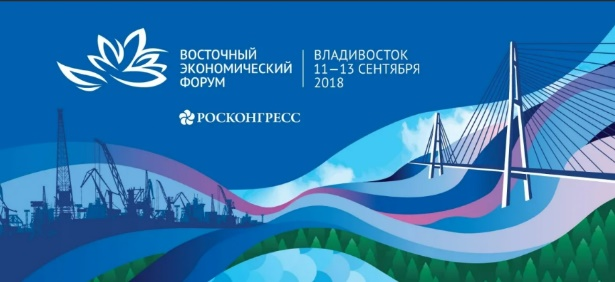 ВОСТОЧНЫЙ
ЭКОНОМИЧЕСКИЙ
ФОРУМ
ВЛАДИВОСТОК
11—13 СЕНТЯБРЯ
2018
РОСКОНГРЕСС